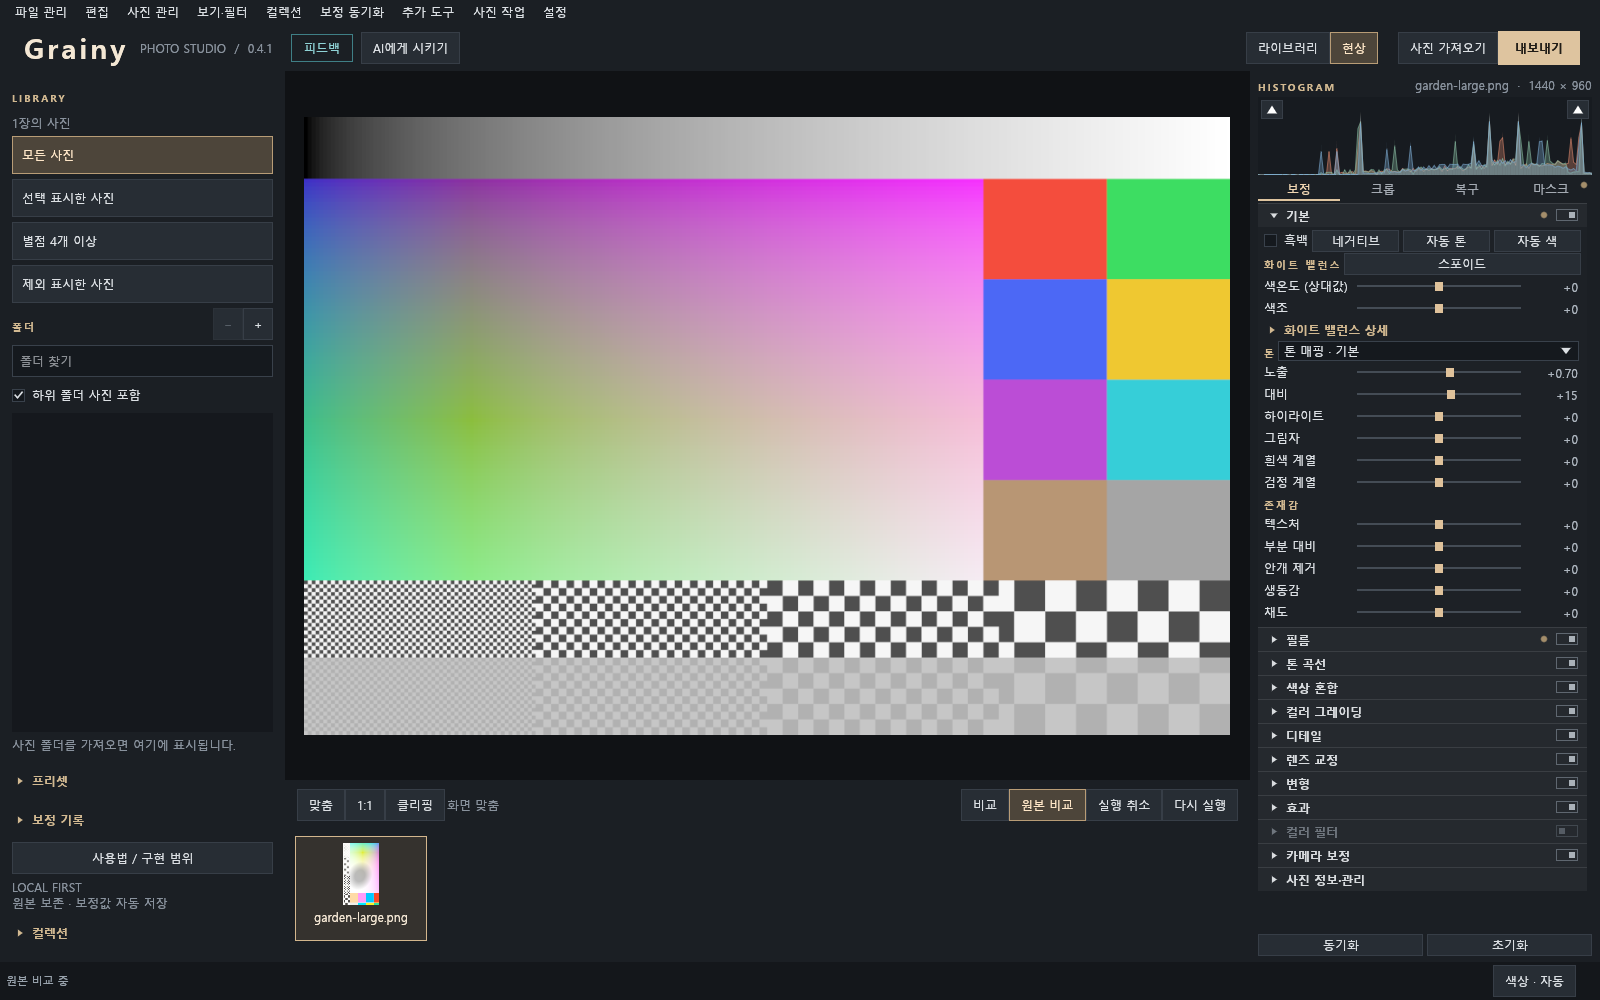 파일 관리 편집 사진 관리 보기·필터 컬렉션 보정 동기화 추가 도구 사진 작업 설정
Grainy PHOTO STUDIO / 0.4.1 피드백 AI에게 시키기 라이브러리 현상 사진 가져오기 내보내기
LIBRARY
1장의 사진
모든 사진
선택 표시한 사진
별점 4개 이상
제외 표시한 사진
폴더 − +
폴더 찾기
하위 폴더 사진 포함
사진 폴더를 가져오면 여기에 표시됩니다.
프리셋
보정 기록
사용법 / 구현 범위
LOCAL FIRST
원본 보존 · 보정값 자동 저장
컬렉션
맞춤 1:1 클리핑 화면 맞춤 비교 원본 비교 실행 취소 다시 실행
garden-large.png
HISTOGRAM garden-large.png · 1440 × 960
보정 크롭 복구 마스크
기본
흑백 네거티브 자동 톤 자동 색
화이트 밸런스 스포이드
색온도 (상대값) +0
색조 +0
화이트 밸런스 상세
톤 톤 매핑 · 기본
노출 +0.70
대비 +15
하이라이트 +0
그림자 +0
흰색 계열 +0
검정 계열 +0
존재감
텍스처 +0
부분 대비 +0
안개 제거 +0
생동감 +0
채도 +0
필름
톤 곡선
색상 혼합
컬러 그레이딩
디테일
렌즈 교정
변형
효과
컬러 필터
카메라 보정
사진 정보·관리
동기화 초기화
원본 비교 중 색상 · 자동